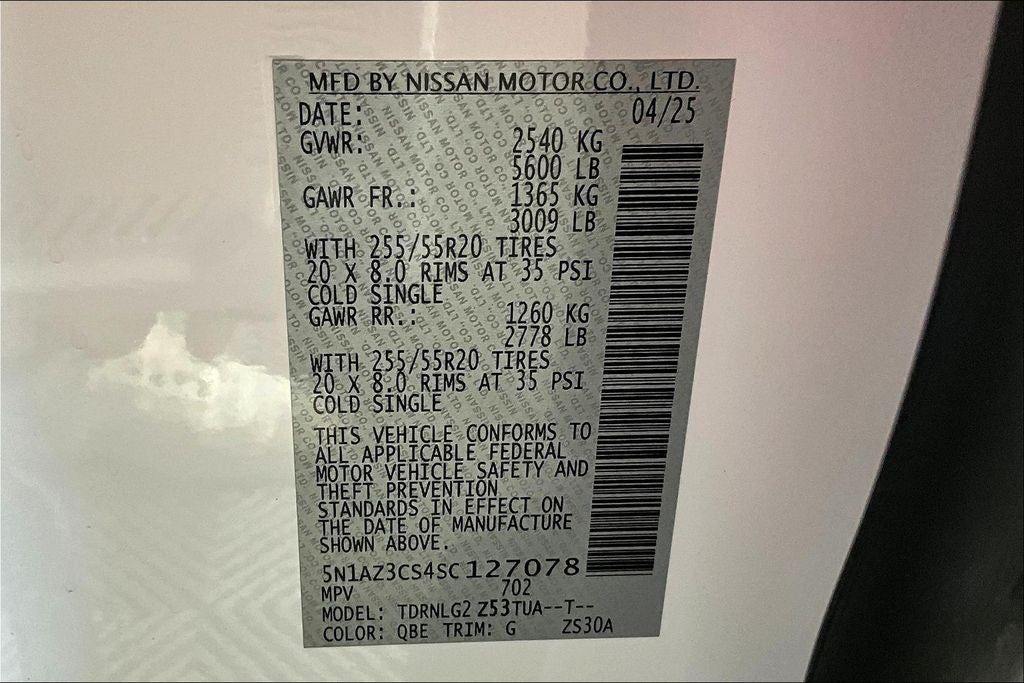 MFD BY NISSAN MOTOR CO., LTD.
DATE: 04/25
GVWR: 2540 KG
5600 LB
GAWR FR.: 1365 KG
3009 LB
WITH 255/55R20 TIRES
20 X 8.0 RIMS AT 35 PSI
COLD SINGLE
GAWR RR.: 1260 KG
2778 LB
WITH 255/55R20 TIRES
20 X 8.0 RIMS AT 35 PSI
COLD SINGLE
THIS VEHICLE CONFORMS TO
ALL APPLICABLE FEDERAL
MOTOR VEHICLE SAFETY AND
THEFT PREVENTION
STANDARDS IN EFFECT ON
THE DATE OF MANUFACTURE
SHOWN ABOVE.
5N1AZ3CS4SC127078
MPV 702
MODEL: TDRNLG2 Z53TUA--T--
COLOR: QBE TRIM: G ZS30A